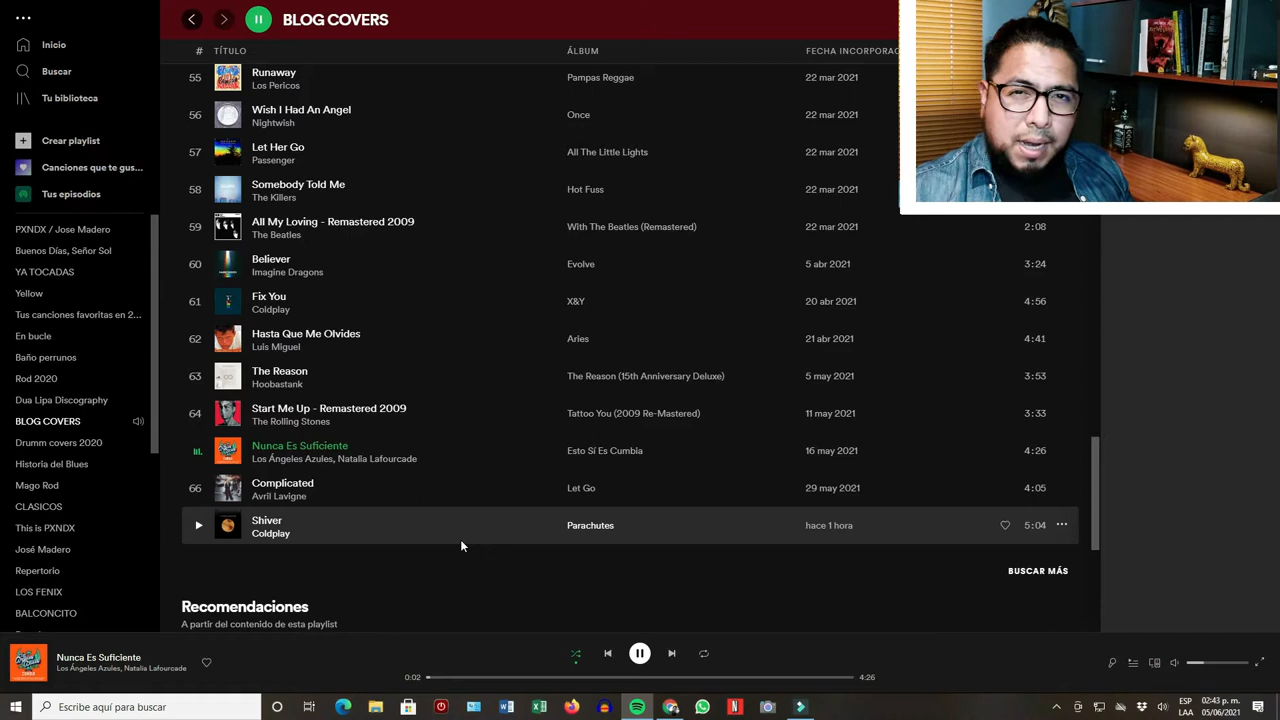 BLOG COVERS
# TÍTULO ÁLBUM FECHA INCORPORAC
Inicio
Buscar
Tu biblioteca
Crear playlist
Canciones que te gus...
Tus episodios
PXNDX / Jose Madero
Buenos Días, Señor Sol
YA TOCADAS
Yellow
Tus canciones favoritas en 2...
En bucle
Baño perrunos
Rod 2020
Dua Lipa Discography
BLOG COVERS
Drumm covers 2020
Historia del Blues
Mago Rod
CLASICOS
This is PXNDX
José Madero
Repertorio
LOS FENIX
BALCONCITO
55 Runaway Pampas Reggae 22 mar 2021
Los Pericos
56 Wish I Had An Angel Once 22 mar 2021
Nightwish
57 Let Her Go All The Little Lights 22 mar 2021
Passenger
58 Somebody Told Me Hot Fuss 22 mar 2021
The Killers
59 All My Loving - Remastered 2009 With The Beatles (Remastered) 22 mar 2021 2:08
The Beatles
60 Believer Evolve 5 abr 2021 3:24
Imagine Dragons
61 Fix You X&Y 20 abr 2021 4:56
Coldplay
62 Hasta Que Me Olvides Aries 21 abr 2021 4:41
Luis Miguel
63 The Reason The Reason (15th Anniversary Deluxe) 5 may 2021 3:53
Hoobastank
64 Start Me Up - Remastered 2009 Tattoo You (2009 Re-Mastered) 11 may 2021 3:33
The Rolling Stones
Nunca Es Suficiente Esto Sí Es Cumbia 16 may 2021 4:26
Los Ángeles Azules, Natalia Lafourcade
66 Complicated Let Go 29 may 2021 4:05
Avril Lavigne
Shiver Parachutes hace 1 hora 5:04
Coldplay
BUSCAR MÁS
Recomendaciones
A partir del contenido de esta playlist
Nunca Es Suficiente
Los Ángeles Azules, Natalia Lafourcade
0:02 4:26
Escribe aquí para buscar
ESP 02:43 p. m.
LAA 05/06/2021